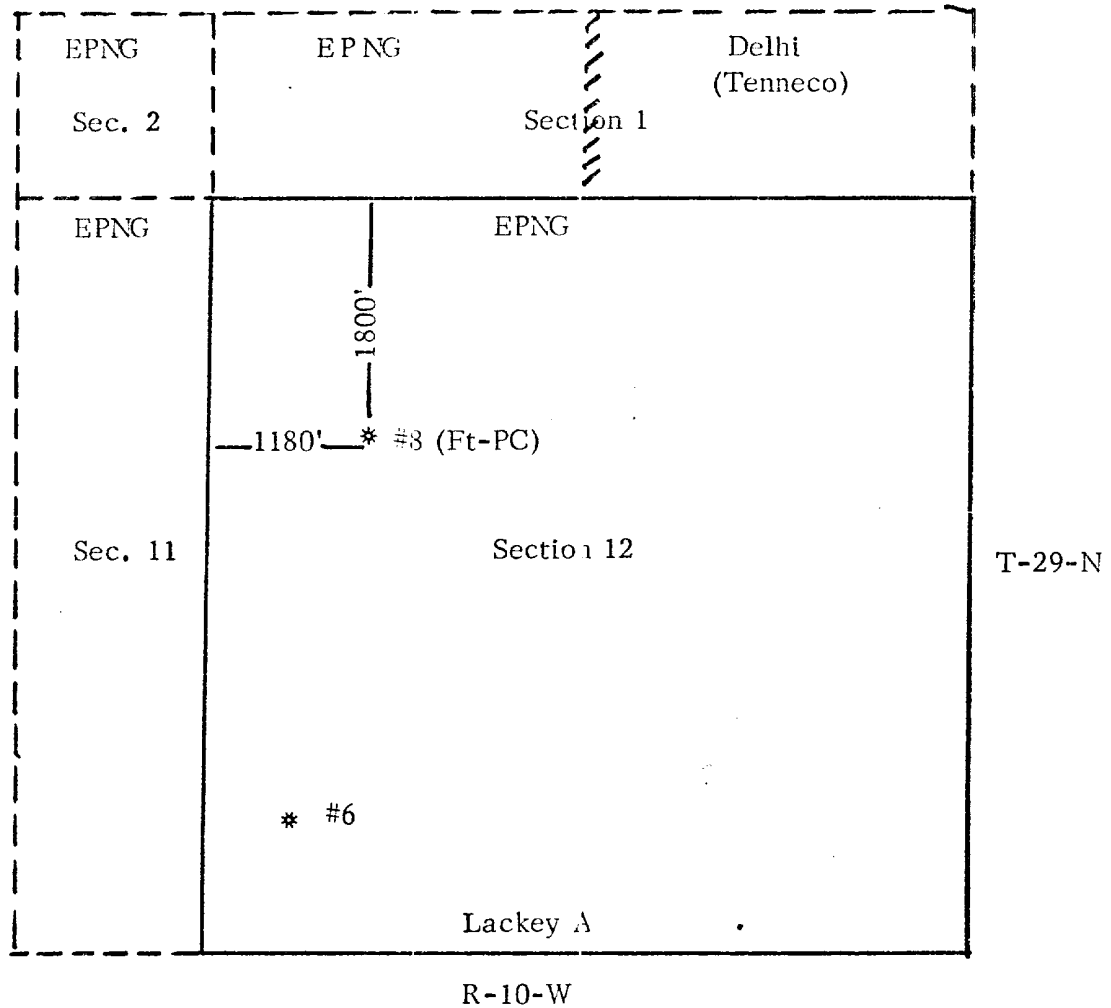 EPNG
EPNG
Delhi
(Tenneco)
Sec. 2
Section 1
EPNG
EPNG
1800'
1180'
#8 (Ft-PC)
Sec. 11
Section 12
T-29-N
#6
Lackey A
R-10-W